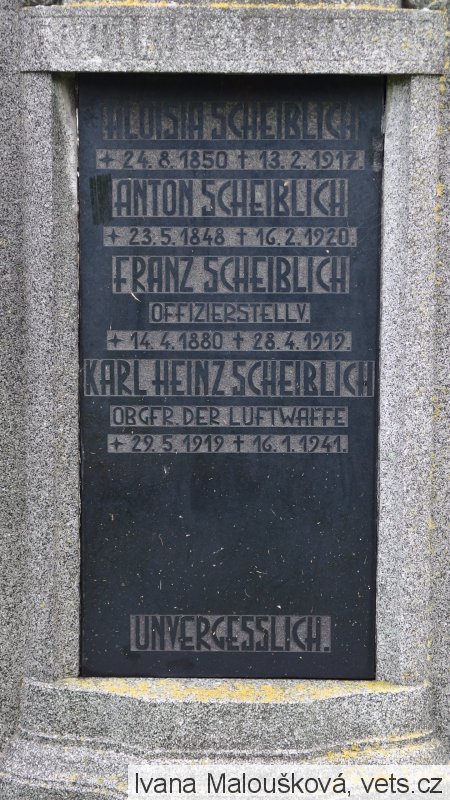 ALOISIA SCHEIBLICH
✦ 24.8.1850 ✝ 13.2.1917.
ANTON SCHEIBLICH
✦ 23.5.1848 ✝ 16.2.1920.
FRANZ SCHEIBLICH
OFFIZIERSTELLV.
✦ 14.4.1880 ✝ 28.4.1919.
KARL HEINZ SCHEIBLICH
OBGFR. DER LUFTWAFFE
✦ 29.5.1919 ✝ 16.1.1941.
UNVERGESSLICH.
Ivana Maloušková, vets.cz